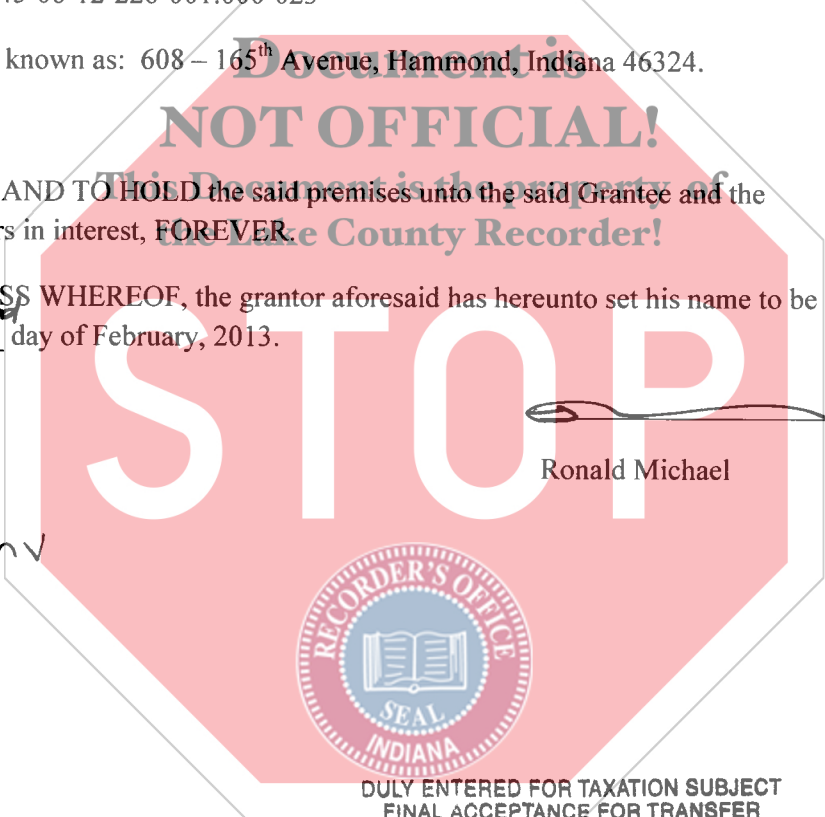 known as: 608 – 165th Avenue, Hammond, Indiana 46324.
Document is
NOT OFFICIAL!
This Document is the property of
the Lake County Recorder!
AND TO HOLD the said premises unto the said Grantee and the
s in interest, FOREVER.
SS WHEREOF, the grantor aforesaid has hereunto set his name to be
day of February, 2013.
STOP
Ronald Michael
RECORDER'S OFFICE
SEAL
INDIANA
DULY ENTERED FOR TAXATION SUBJECT
FINAL ACCEPTANCE FOR TRANSFER